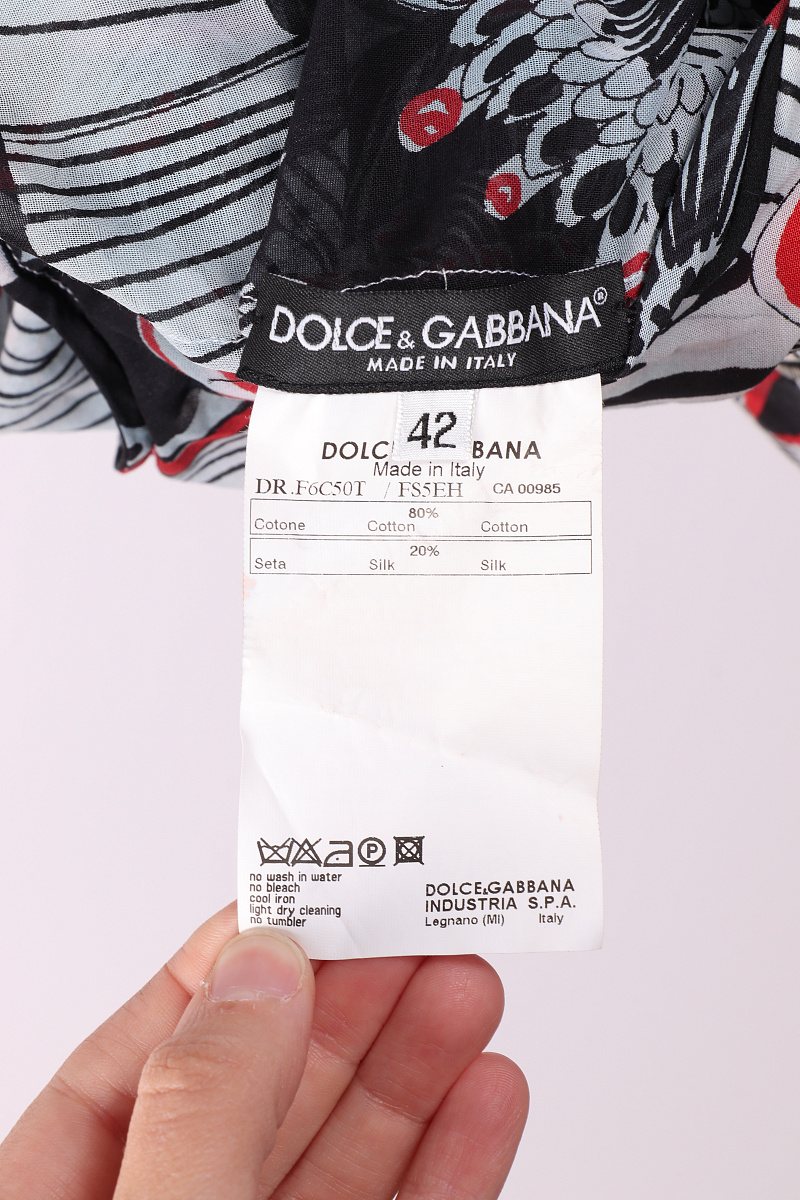 DOLCE & GABBANA®
MADE IN ITALY
42
DOLC BBANA
Made in Italy
DR.F6C50T / FS5EH CA 00985
80%
Cotone Cotton Cotton
20%
Seta Silk Silk
P
no wash in water
no bleach
cool iron
light dry cleaning
no tumbler
DOLCE&GABBANA
INDUSTRIA S.P.A.
Legnano (MI) Italy